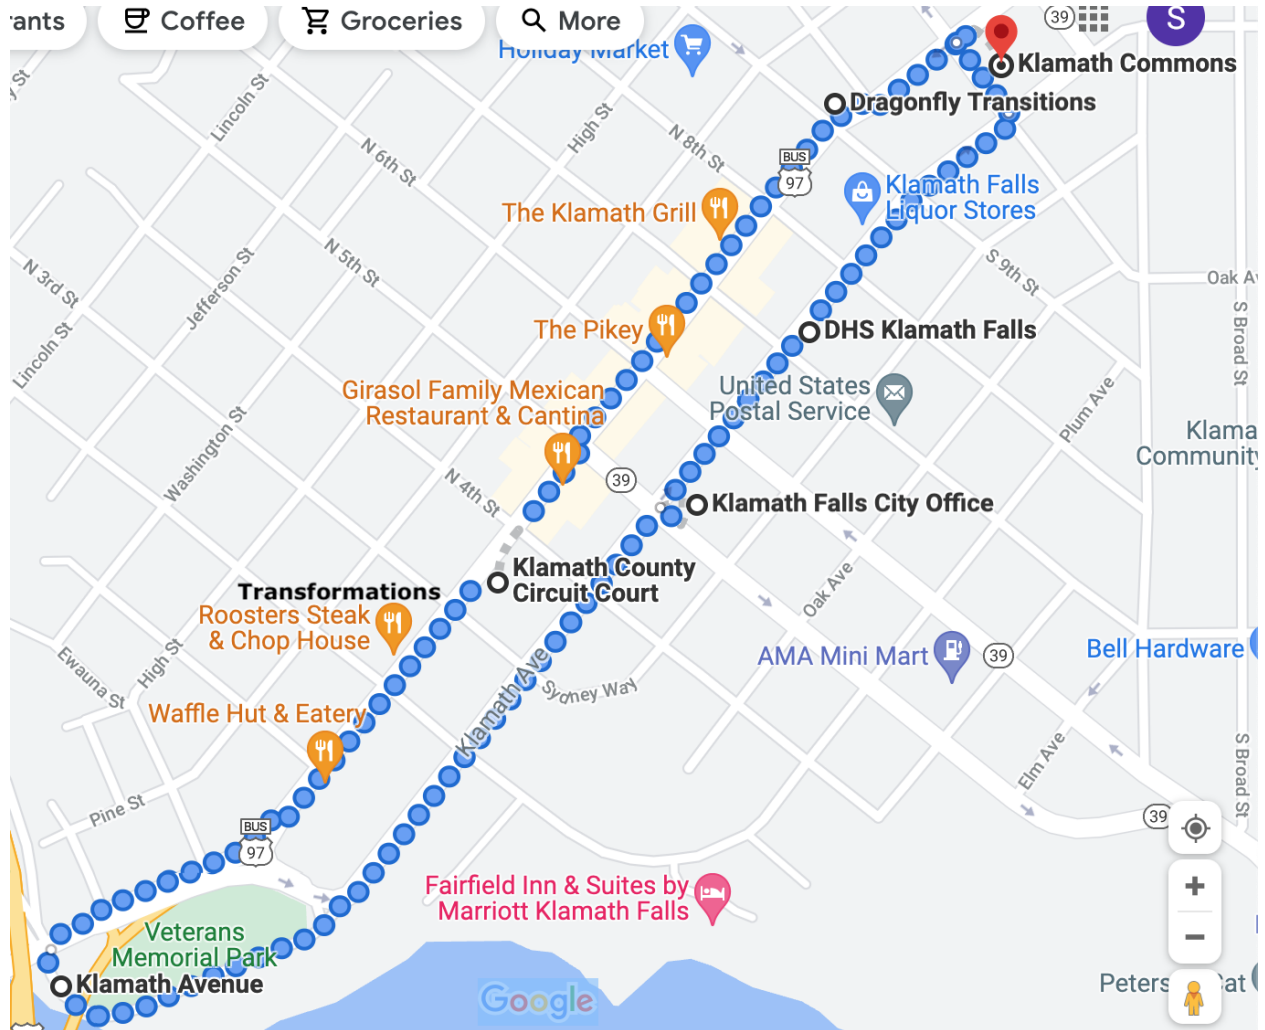 rants
Coffee
Groceries
More
39
S
Holiday Market
Klamath Commons
Dragonfly Transitions
y St
Lincoln St
High St
N 6th St
N 8th St
BUS
97
Klamath Falls
Liquor Stores
The Klamath Grill
N 5th St
S 9th St
Oak Av
N 3rd St
Jefferson St
Lincoln St
The Pikey
DHS Klamath Falls
S Broad St
Girasol Family Mexican
Restaurant & Cantina
United States
Postal Service
Plum Ave
Washington St
Klama
Community
N 4th St
39
Klamath Falls City Office
Klamath County
Circuit Court
Transformations
Roosters Steak
& Chop House
Oak Ave
High St
Ewauna St
AMA Mini Mart
39
Bell Hardware
Sydney Way
Klamath Ave
Waffle Hut & Eatery
Elm Ave
S Broad St
Pine St
39
BUS
97
Fairfield Inn & Suites by
Marriott Klamath Falls
Veterans
Memorial Park
Klamath Avenue
Google
Peters
at